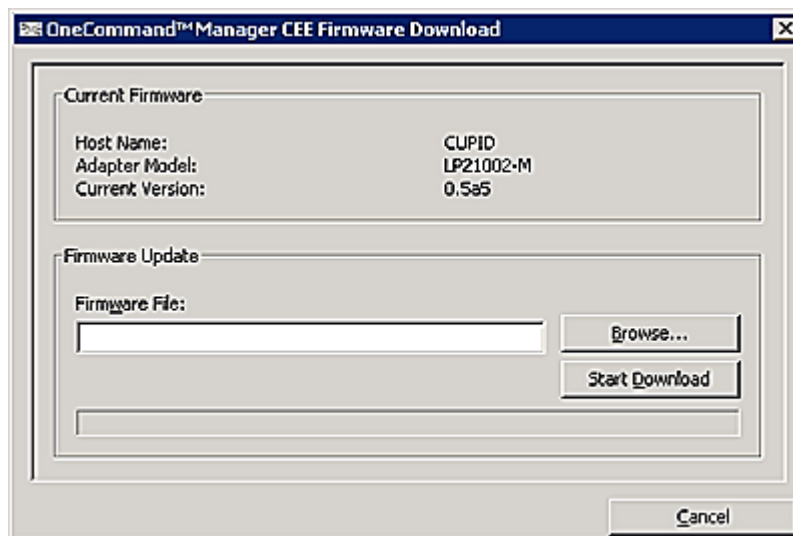 OneCommand™ Manager CEE Firmware Download
Current Firmware
Host Name: CUPID
Adapter Model: LP21002-M
Current Version: 0.5a5
Firmware Update
Firmware File:
Browse...
Start Download
Cancel